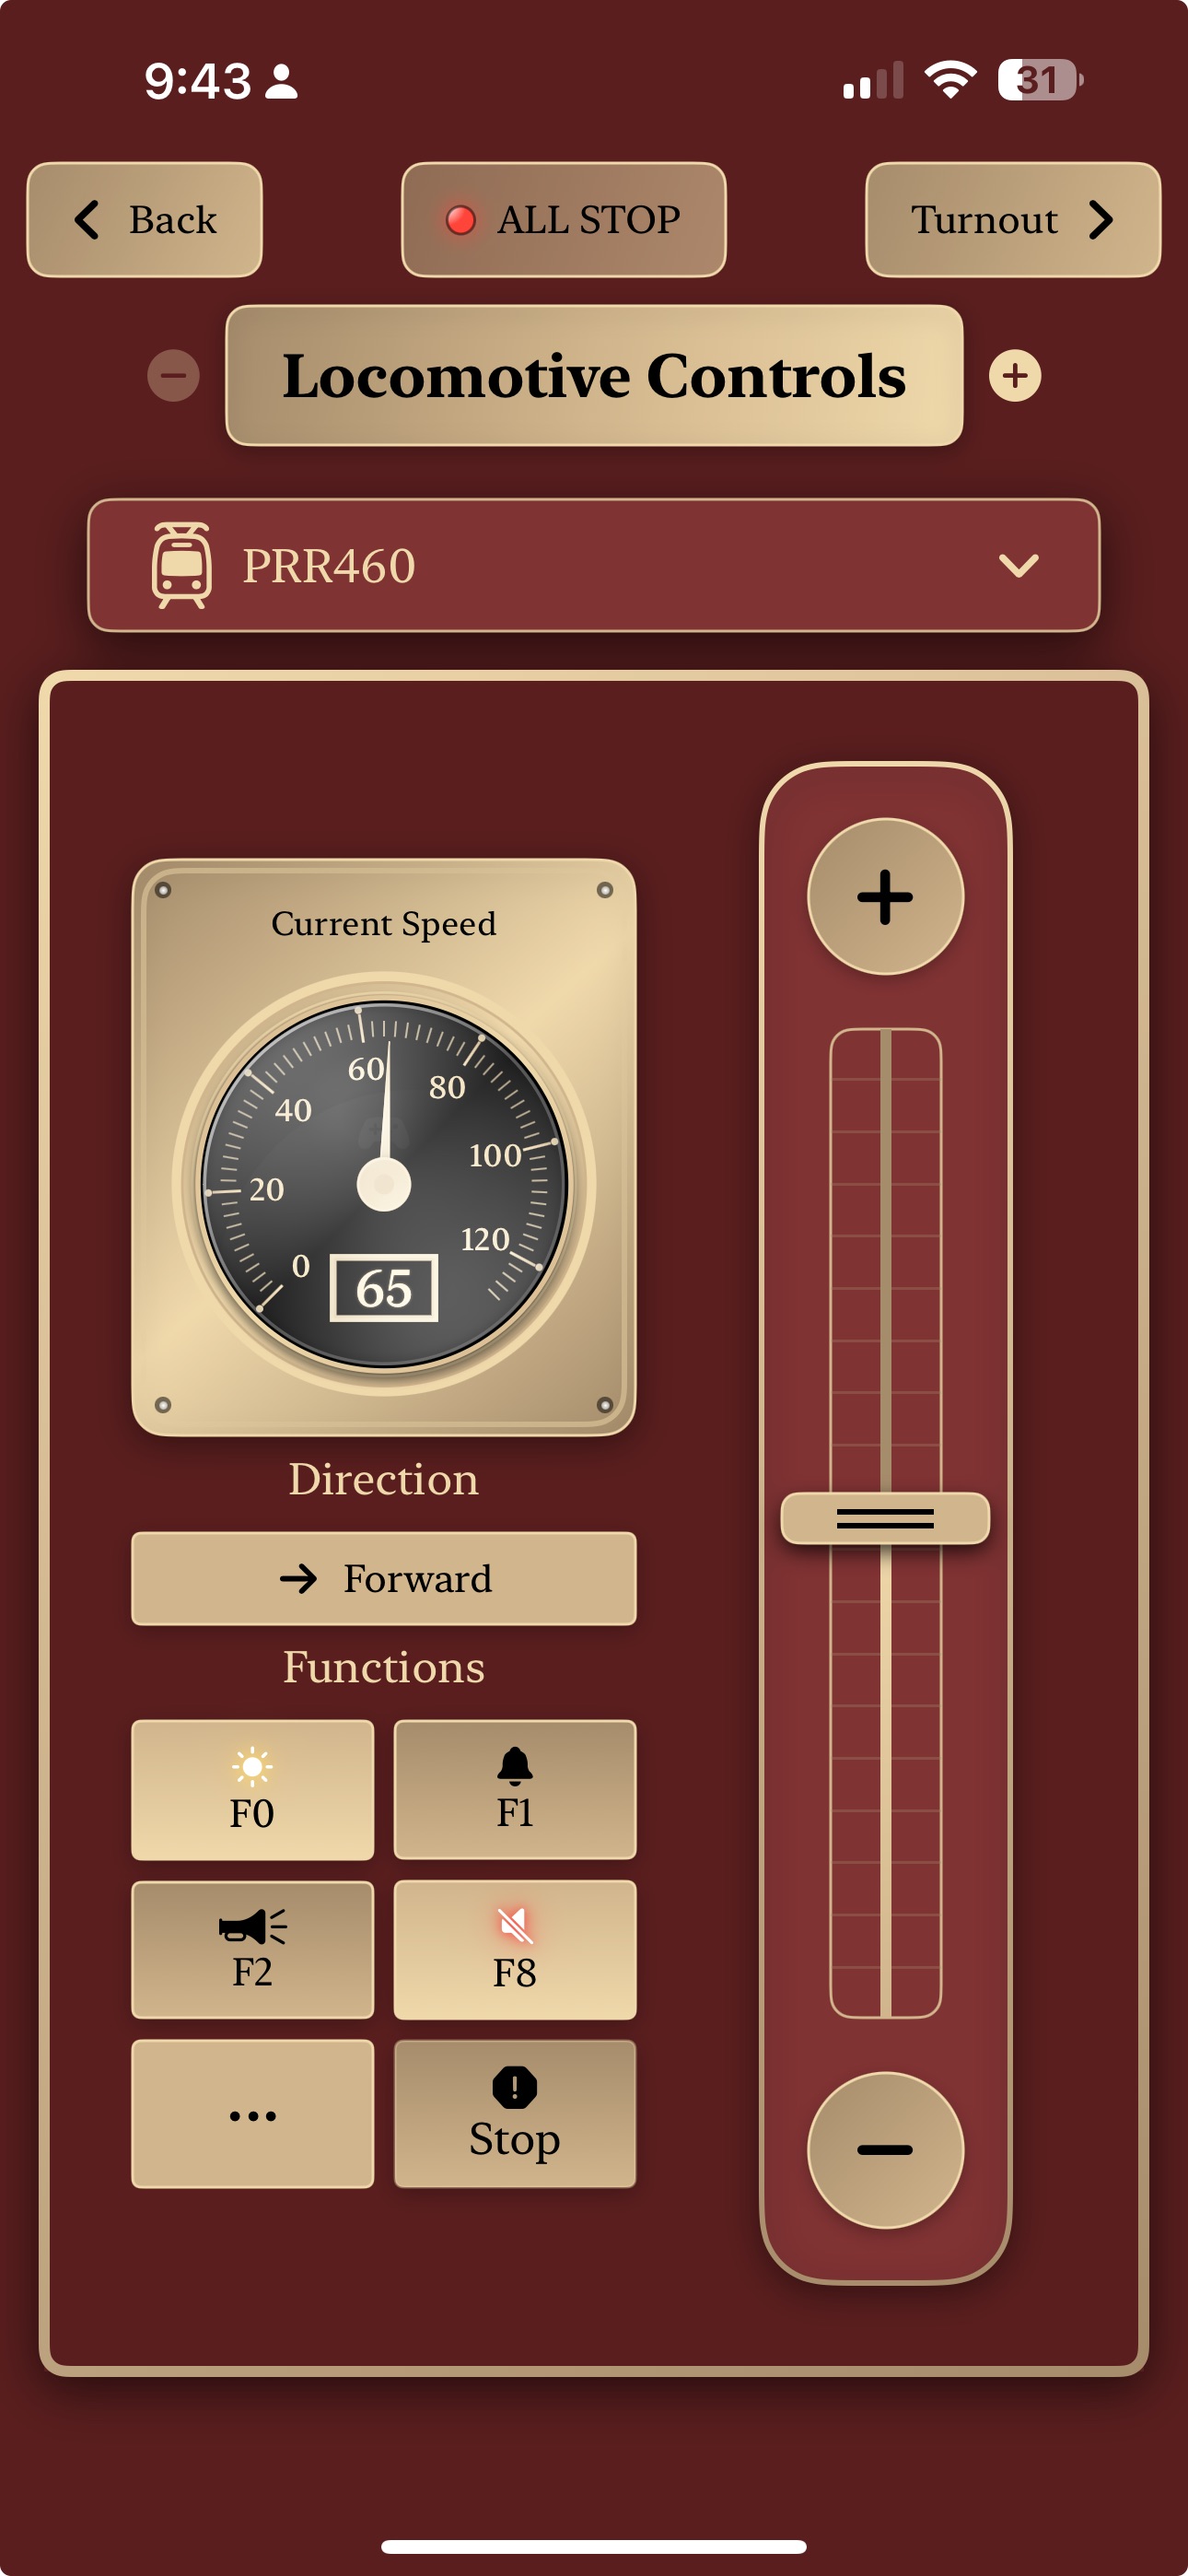 9:43
31
Back
ALL STOP
Turnout
Locomotive Controls
PRR460
Current Speed
60
80
40
100
20
120
0
65
Direction
Forward
Functions
F0
F1
F2
F8
...
Stop